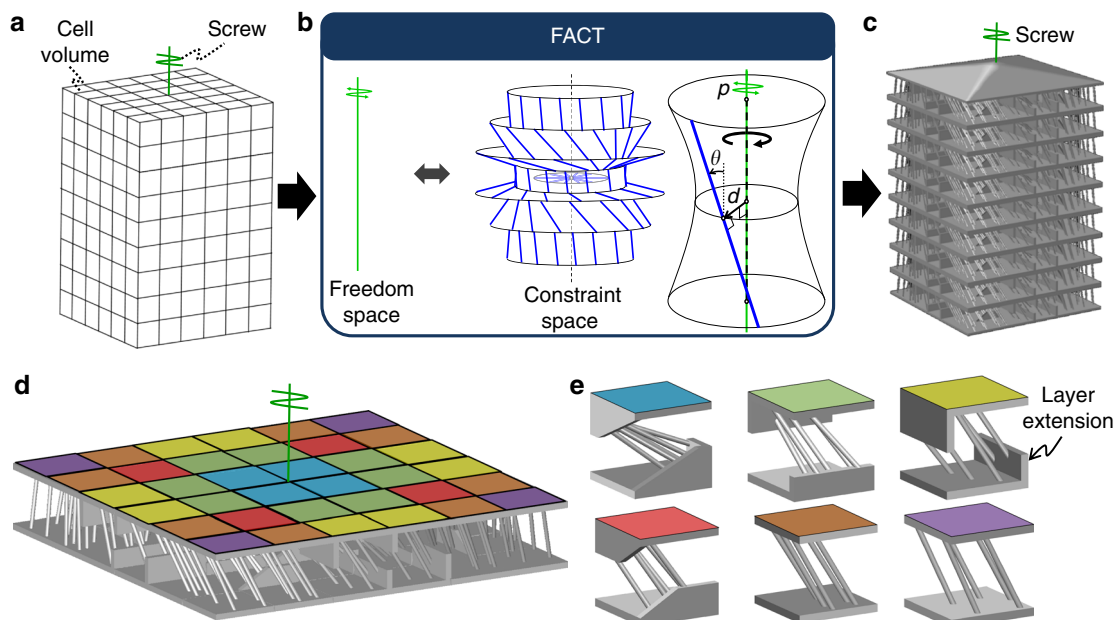 a
Cell
volume
Screw
b
FACT
Freedom
space
Constraint
space
p
θ
d
c
Screw
d
e
Layer
extension